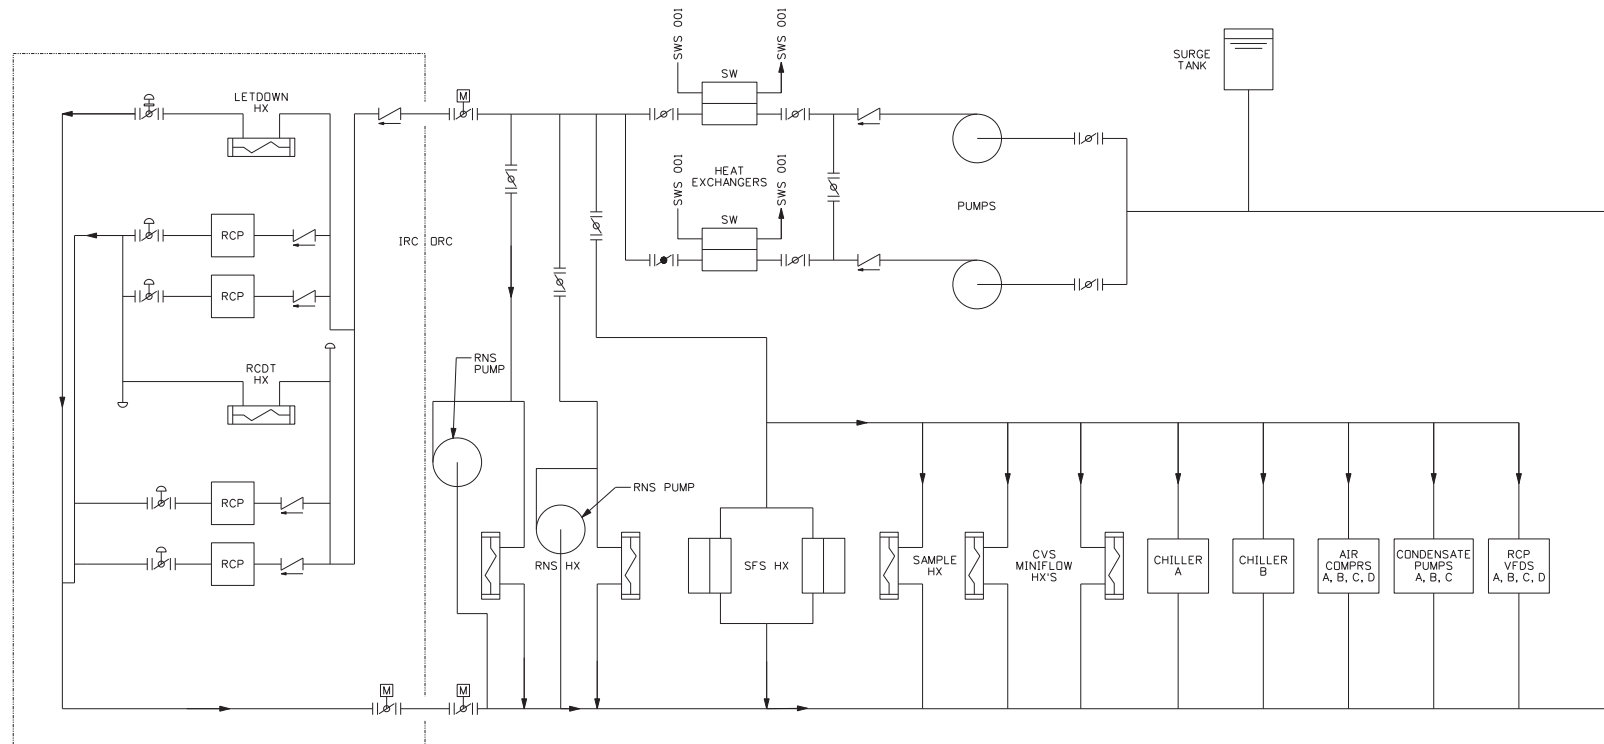 SWS 001
SWS 001
SW
SURGE
TANK
LETDOWN
HX
M
SWS 001
SWS 001
HEAT
EXCHANGERS
SW
PUMPS
RCP
IRC
ORC
RCP
RCDT
HX
RNS
PUMP
RNS PUMP
RCP
RCP
RNS HX
SFS HX
SAMPLE
HX
CVS
MINIFLOW
HX'S
CHILLER
A
CHILLER
B
AIR
COMPRS
A, B, C, D
CONDENSATE
PUMPS
A, B, C
RCP
VFDS
A, B, C, D
M
M